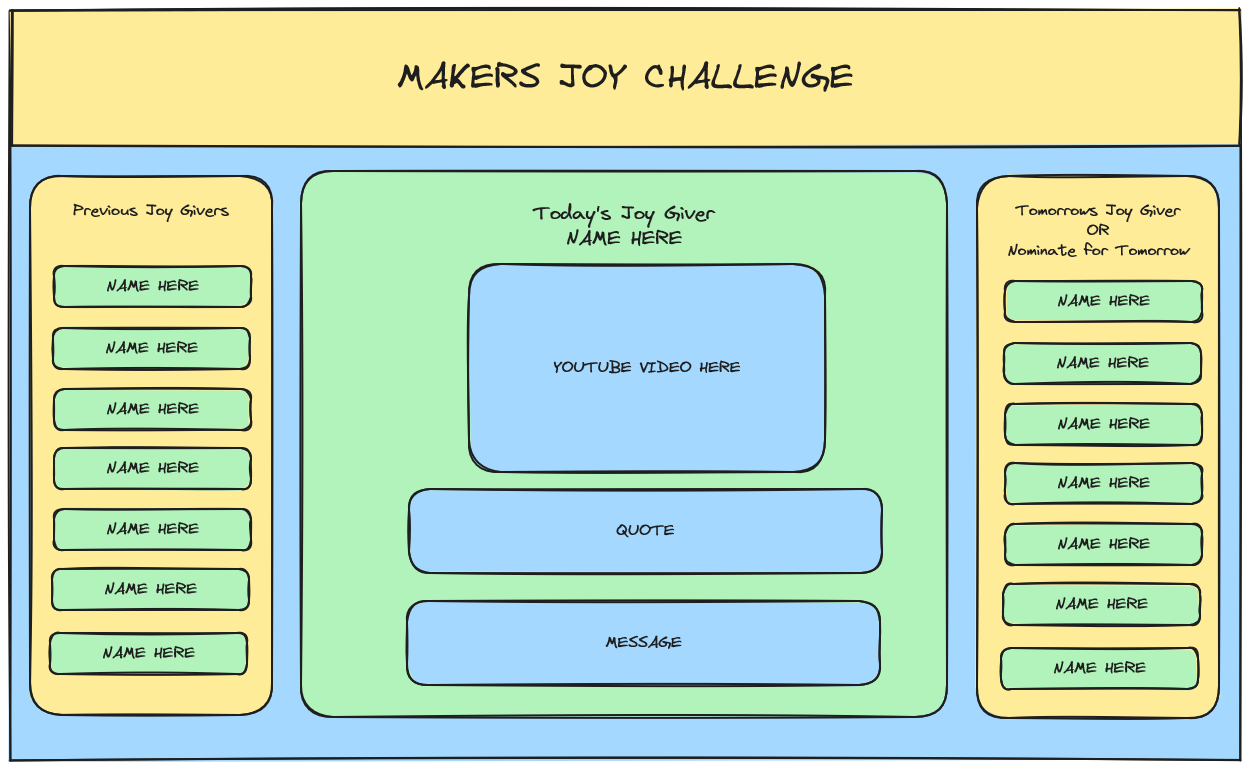 MAKERS JOY CHALLENGE
Previous Joy Givers
NAME HERE
NAME HERE
NAME HERE
NAME HERE
NAME HERE
NAME HERE
NAME HERE
Today's Joy Giver
NAME HERE
YOUTUBE VIDEO HERE
QUOTE
MESSAGE
Tomorrows Joy Giver
OR
Nominate for Tomorrow
NAME HERE
NAME HERE
NAME HERE
NAME HERE
NAME HERE
NAME HERE
NAME HERE